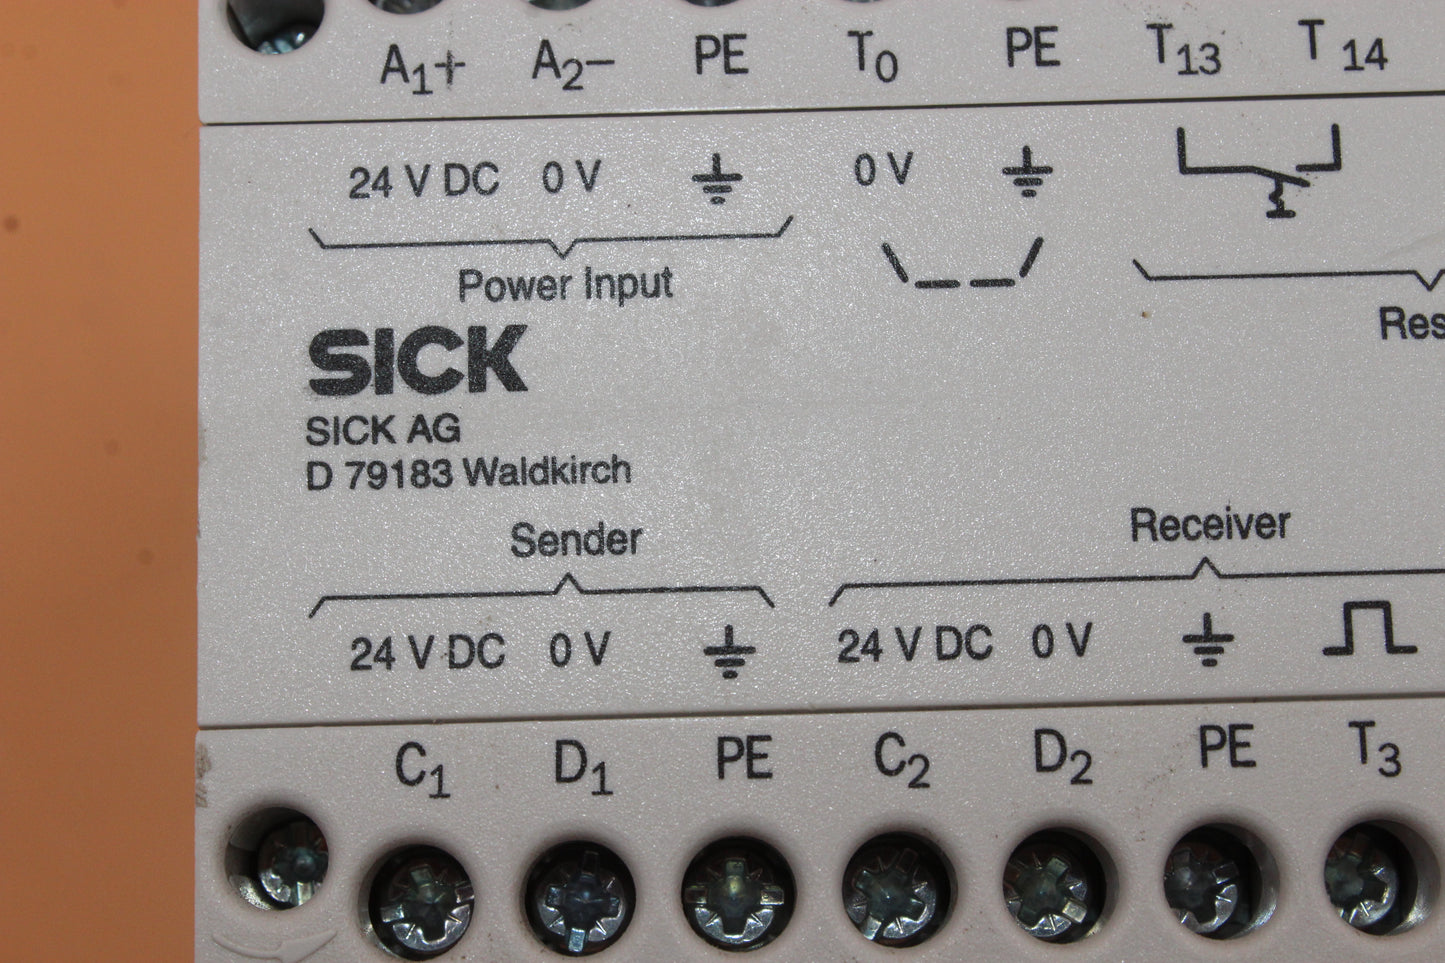 A1+ A2− PE T0 PE T13 T14
24 V DC 0 V 0 V
Power Input
Res
SICK
SICK AG
D 79183 Waldkirch
Sender Receiver
24 V DC 0 V 24 V DC 0 V
C1 D1 PE C2 D2 PE T3